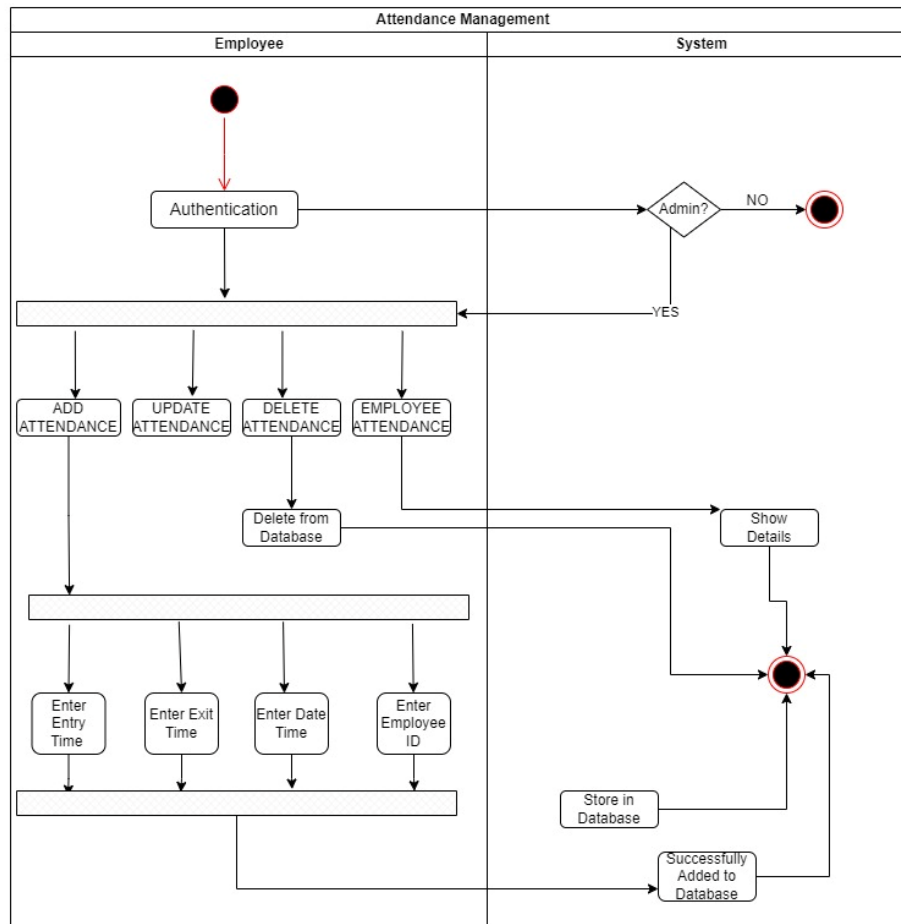 Attendance Management
Employee
System
Authentication
Admin?
NO
YES
ADD
ATTENDANCE
UPDATE
ATTENDANCE
DELETE
ATTENDANCE
EMPLOYEE
ATTENDANCE
Delete from
Database
Show
Details
Enter
Entry
Time
Enter Exit
Time
Enter Date
Time
Enter
Employee
ID
Store in
Database
Successfully
Added to
Database